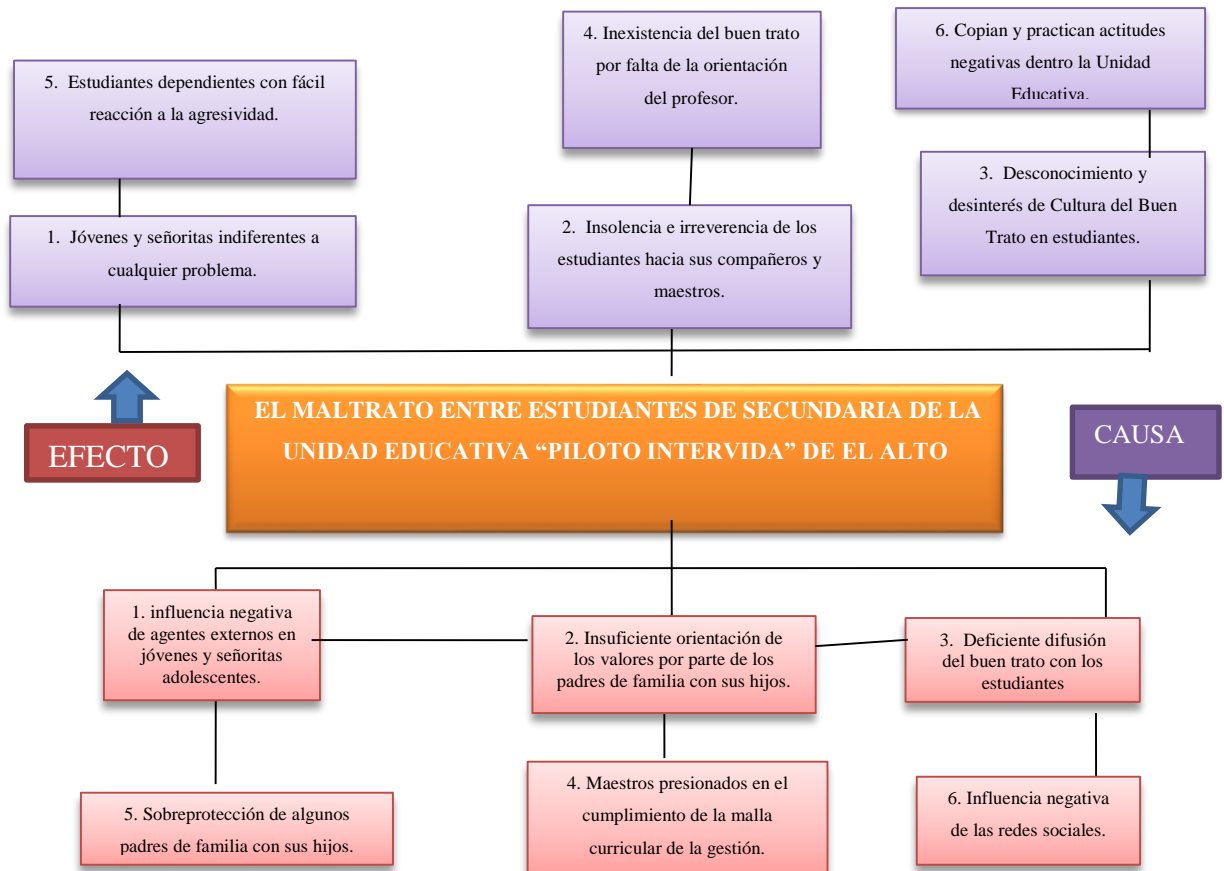 5. Estudiantes dependientes con fácil
reacción a la agresividad.
4. Inexistencia del buen trato
por falta de la orientación
del profesor.
6. Copian y practican actitudes
negativas dentro la Unidad
Educativa.
1. Jóvenes y señoritas indiferentes a
cualquier problema.
2. Insolencia e irreverencia de los
estudiantes hacia sus compañeros y
maestros.
3. Desconocimiento y
desinterés de Cultura del Buen
Trato en estudiantes.
EFECTO
EL MALTRATO ENTRE ESTUDIANTES DE SECUNDARIA DE LA
UNIDAD EDUCATIVA “PILOTO INTERVIDA” DE EL ALTO
CAUSA
1. influencia negativa
de agentes externos en
jóvenes y señoritas
adolescentes.
2. Insuficiente orientación de
los valores por parte de los
padres de familia con sus hijos.
3. Deficiente difusión
del buen trato con los
estudiantes
5. Sobreprotección de algunos
padres de familia con sus hijos.
4. Maestros presionados en el
cumplimiento de la malla
curricular de la gestión.
6. Influencia negativa
de las redes sociales.